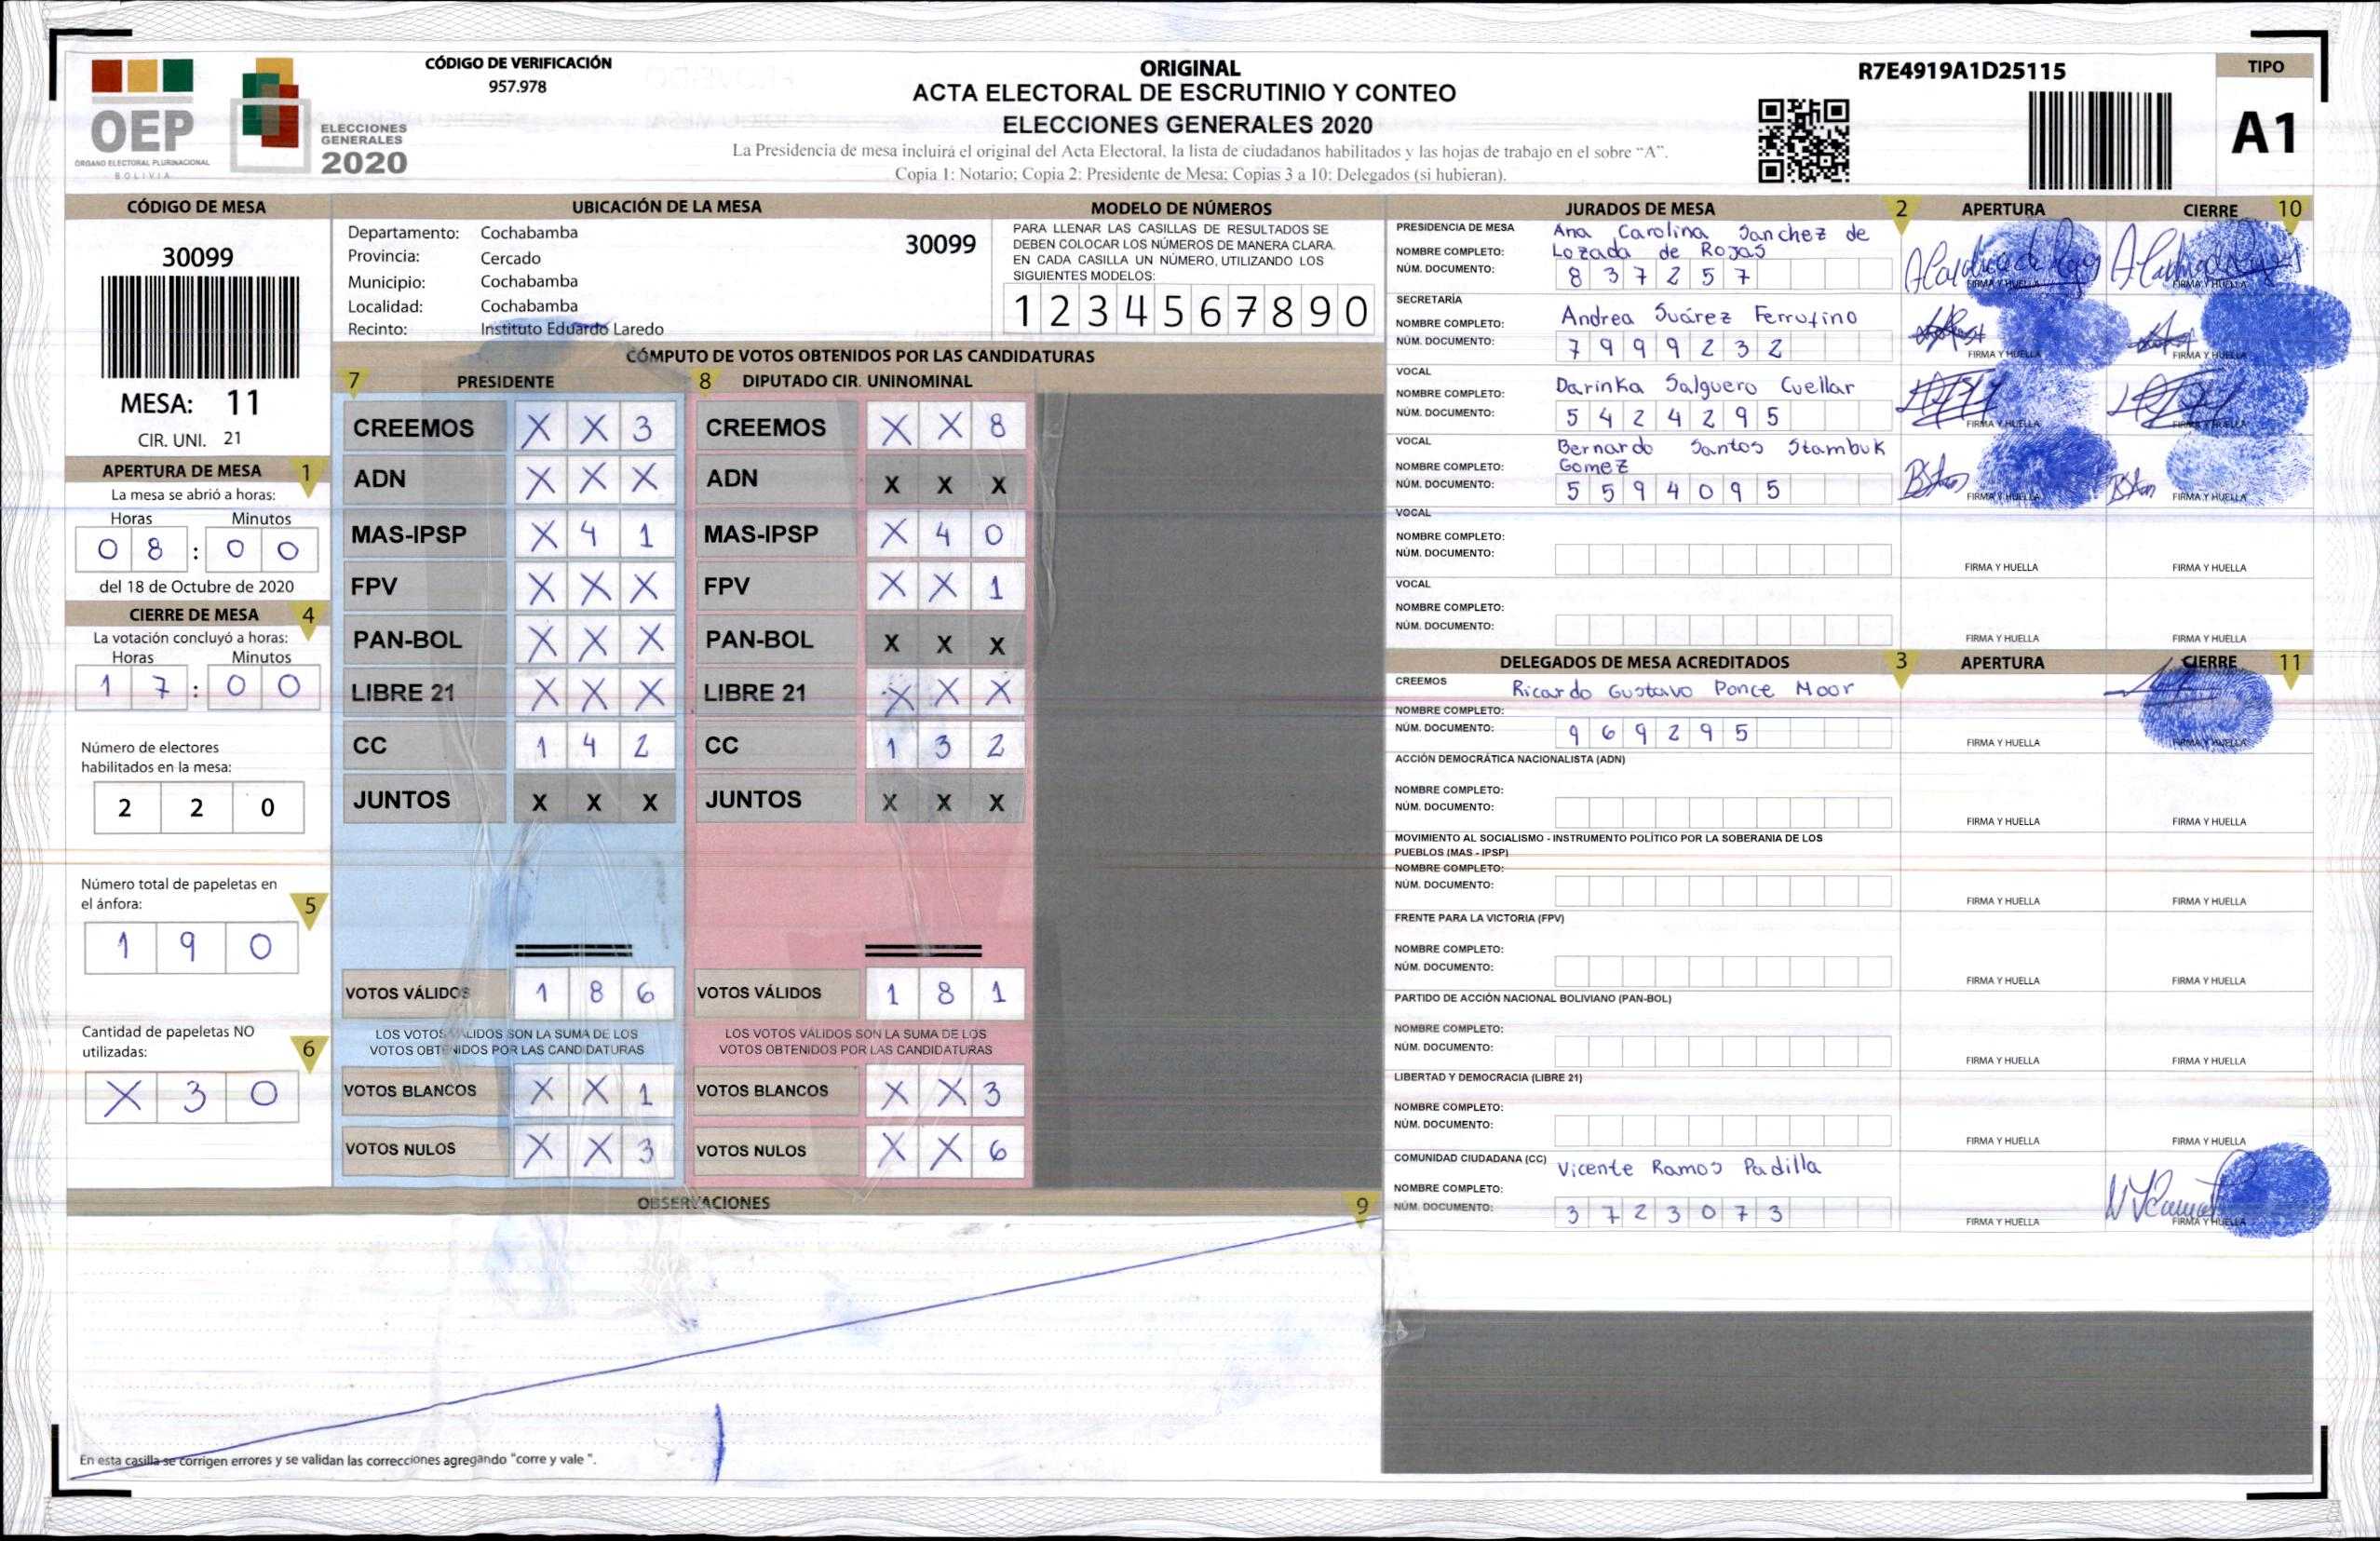 OEP
ÓRGANO ELECTORAL PLURINACIONAL
BOLIVIA
ELECCIONES
GENERALES
2020
CÓDIGO DE VERIFICACIÓN
957.978
ORIGINAL
ACTA ELECTORAL DE ESCRUTINIO Y CONTEO
ELECCIONES GENERALES 2020
La Presidencia de mesa incluirá el original del Acta Electoral, la lista de ciudadanos habilitados y las hojas de trabajo en el sobre "A".
Copia 1: Notario; Copia 2: Presidente de Mesa; Copias 3 a 10: Delegados (si hubieran).
R7E4919A1D25115
TIPO
A1
CÓDIGO DE MESA
30099
MESA: 11
CIR. UNI. 21
APERTURA DE MESA 1
La mesa se abrió a horas:
Horas Minutos
0 8 : 0 0
del 18 de Octubre de 2020
CIERRE DE MESA 4
La votación concluyó a horas:
Horas Minutos
1 7 : 0 0
Número de electores
habilitados en la mesa:
2 2 0
Número total de papeletas en
el ánfora: 5
1 9 0
Cantidad de papeletas NO
utilizadas: 6
X 3 0
UBICACIÓN DE LA MESA
Departamento: Cochabamba
30099
Provincia: Cercado
Municipio: Cochabamba
Localidad: Cochabamba
Recinto: Instituto Eduardo Laredo
MODELO DE NÚMEROS
PARA LLENAR LAS CASILLAS DE RESULTADOS SE
DEBEN COLOCAR LOS NÚMEROS DE MANERA CLARA.
EN CADA CASILLA UN NÚMERO, UTILIZANDO LOS
SIGUIENTES MODELOS:
1 2 3 4 5 6 7 8 9 0
CÓMPUTO DE VOTOS OBTENIDOS POR LAS CANDIDATURAS
7 PRESIDENTE
CREEMOS X X 3
ADN X X X
MAS-IPSP X 4 1
FPV X X X
PAN-BOL X X X
LIBRE 21 X X X
CC 1 4 2
JUNTOS X X X
VOTOS VÁLIDOS 1 8 6
LOS VOTOS VÁLIDOS SON LA SUMA DE LOS
VOTOS OBTENIDOS POR LAS CANDIDATURAS
VOTOS BLANCOS X X 1
VOTOS NULOS X X 3
8 DIPUTADO CIR. UNINOMINAL
CREEMOS X X 8
ADN X X X
MAS-IPSP X 4 0
FPV X X 1
PAN-BOL X X X
LIBRE 21 X X X
CC 1 3 2
JUNTOS X X X
VOTOS VÁLIDOS 1 8 1
LOS VOTOS VÁLIDOS SON LA SUMA DE LOS
VOTOS OBTENIDOS POR LAS CANDIDATURAS
VOTOS BLANCOS X X 3
VOTOS NULOS X X 6
OBSERVACIONES 9
En esta casilla se corrigen errores y se validan las correcciones agregando "corre y vale ".
JURADOS DE MESA 2 APERTURA CIERRE 10
PRESIDENCIA DE MESA Ana Carolina Sanchez de
NOMBRE COMPLETO: Lozada de Rojas
NÚM. DOCUMENTO: 8 3 7 2 5 7
FIRMA Y HUELLA FIRMA Y HUELLA
SECRETARÍA
NOMBRE COMPLETO: Andrea Suárez Ferrufino
NÚM. DOCUMENTO: 7 9 9 9 2 3 2
FIRMA Y HUELLA FIRMA Y HUELLA
VOCAL
NOMBRE COMPLETO: Darinka Salguero Cuellar
NÚM. DOCUMENTO: 5 4 2 4 2 9 5
FIRMA Y HUELLA FIRMA Y HUELLA
VOCAL Bernardo Santos Stambuk
NOMBRE COMPLETO: Gomez
NÚM. DOCUMENTO: 5 5 9 4 0 9 5
FIRMA Y HUELLA FIRMA Y HUELLA
VOCAL
NOMBRE COMPLETO:
NÚM. DOCUMENTO:
FIRMA Y HUELLA FIRMA Y HUELLA
VOCAL
NOMBRE COMPLETO:
NÚM. DOCUMENTO:
FIRMA Y HUELLA FIRMA Y HUELLA
DELEGADOS DE MESA ACREDITADOS 3 APERTURA CIERRE 11
CREEMOS Ricardo Gustavo Ponce Moor
NOMBRE COMPLETO:
NÚM. DOCUMENTO: 9 6 9 2 9 5
FIRMA Y HUELLA FIRMA Y HUELLA
ACCIÓN DEMOCRÁTICA NACIONALISTA (ADN)
NOMBRE COMPLETO:
NÚM. DOCUMENTO:
FIRMA Y HUELLA FIRMA Y HUELLA
MOVIMIENTO AL SOCIALISMO - INSTRUMENTO POLÍTICO POR LA SOBERANIA DE LOS
PUEBLOS (MAS - IPSP)
NOMBRE COMPLETO:
NÚM. DOCUMENTO:
FIRMA Y HUELLA FIRMA Y HUELLA
FRENTE PARA LA VICTORIA (FPV)
NOMBRE COMPLETO:
NÚM. DOCUMENTO:
FIRMA Y HUELLA FIRMA Y HUELLA
PARTIDO DE ACCIÓN NACIONAL BOLIVIANO (PAN-BOL)
NOMBRE COMPLETO:
NÚM. DOCUMENTO:
FIRMA Y HUELLA FIRMA Y HUELLA
LIBERTAD Y DEMOCRACIA (LIBRE 21)
NOMBRE COMPLETO:
NÚM. DOCUMENTO:
FIRMA Y HUELLA FIRMA Y HUELLA
COMUNIDAD CIUDADANA (CC) Vicente Ramos Padilla
NOMBRE COMPLETO:
NÚM. DOCUMENTO: 3 7 2 3 0 7 3
FIRMA Y HUELLA FIRMA Y HUELLA